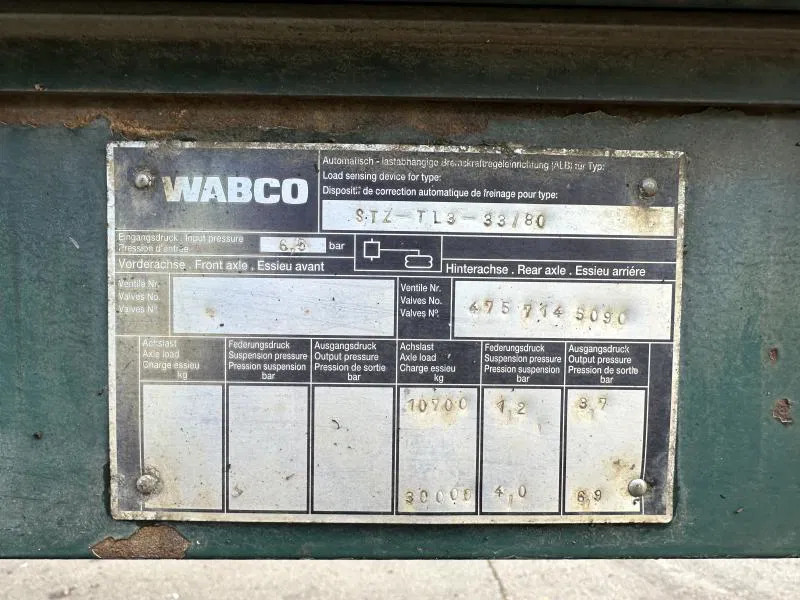 WABCO
Automatisch - lastabhängige Bremskraftregeleinrichtung (ALB) für Typ:
Load sensing device for type:
Dispositif de correction automatique de freinage pour type:
STZ-TL3-33/80
Eingangsdruck . Input pressure
Pression d'entrée
6,9 bar
Vorderachse . Front axle . Essieu avant
Hinterachse . Rear axle . Essieu arriére
Ventile Nr.
Valves No.
Valves N°.
Ventile Nr.
Valves No.
Valves N°.
475 714 5090
Achslast
Axle load
Charge essieu
kg
Federungsdruck
Suspension pressure
Pression suspension
bar
Ausgangsdruck
Output pressure
Pression de sortie
bar
Achslast
Axle load
Charge essieu
kg
Federungsdruck
Suspension pressure
Pression suspension
bar
Ausgangsdruck
Output pressure
Pression de sortie
bar
10700 1,2 3,7
30000 4,0 6,9